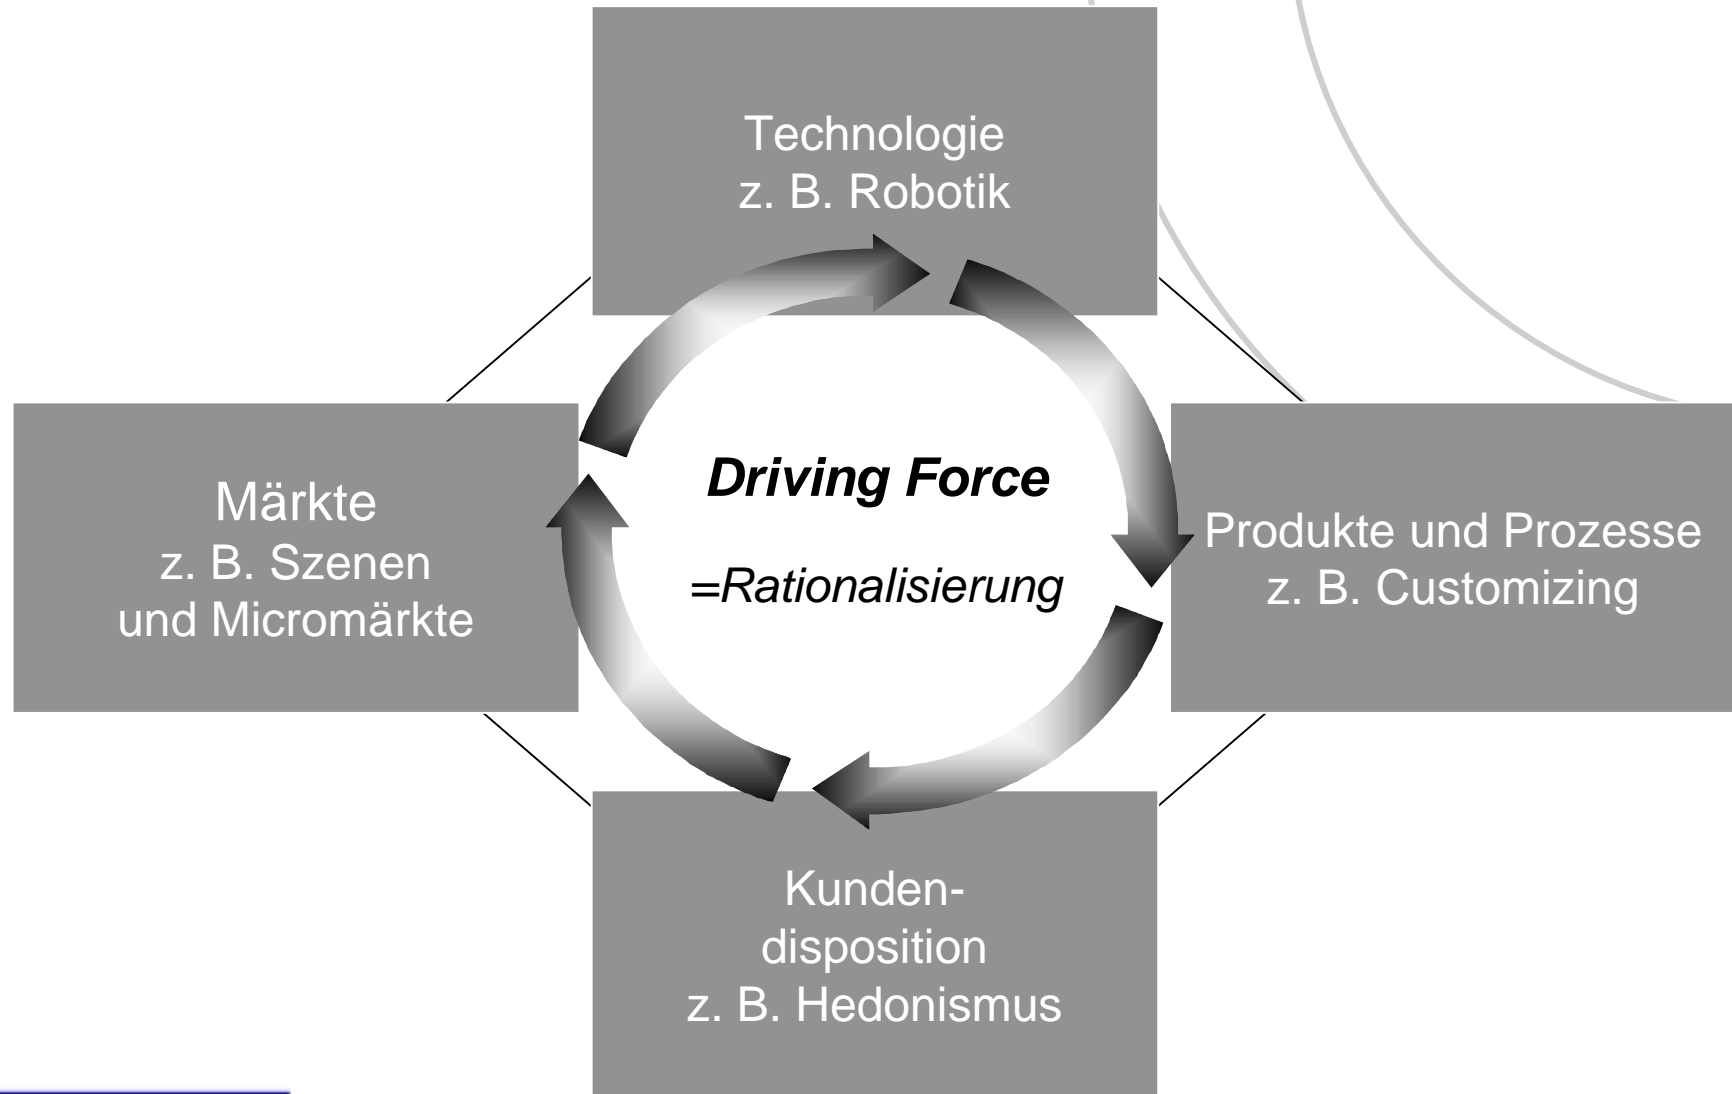 Technologie
z. B. Robotik
Driving Force
=Rationalisierung
Märkte
z. B. Szenen
und Micromärkte
Produkte und Prozesse
z. B. Customizing
Kunden-
disposition
z. B. Hedonismus